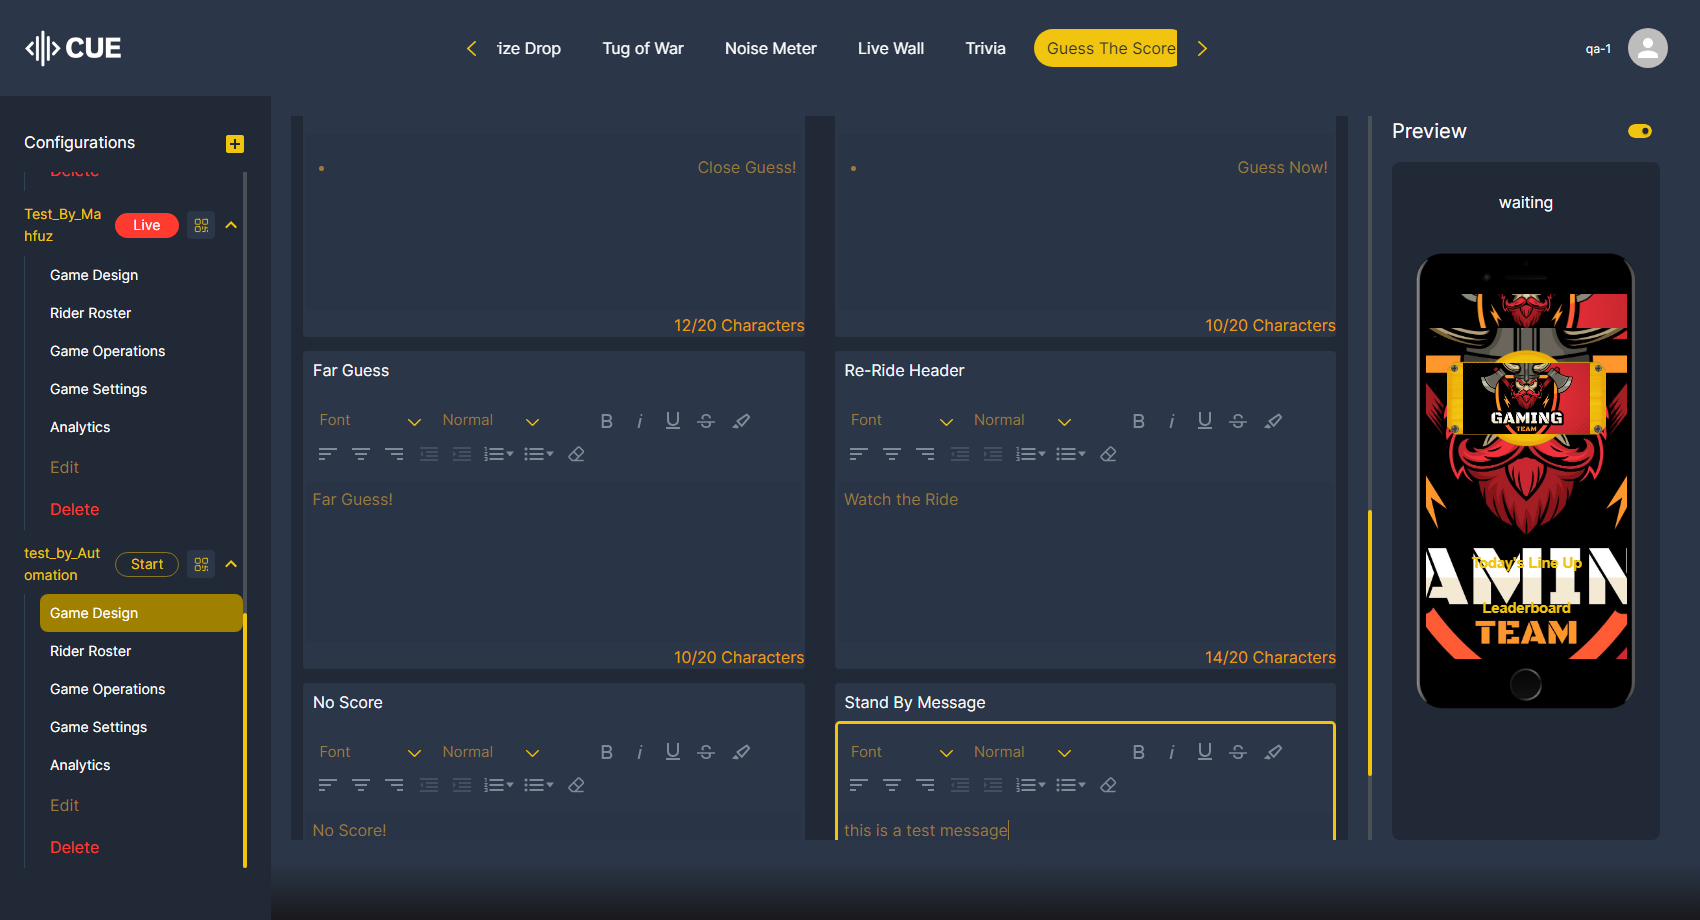 CUE
ize Drop
Tug of War
Noise Meter
Live Wall
Trivia
Guess The Score
qa-1
Configurations
Delete
Test_By_Ma
hfuz
Live
Game Design
Rider Roster
Game Operations
Game Settings
Analytics
Edit
Delete
test_by_Aut
omation
Start
Game Design
Rider Roster
Game Operations
Game Settings
Analytics
Edit
Delete
Close Guess!
12/20 Characters
Guess Now!
10/20 Characters
Far Guess
Font
Normal
B i U S
Far Guess!
10/20 Characters
Re-Ride Header
Font
Normal
B i U S
Watch the Ride
14/20 Characters
No Score
Font
Normal
B i U S
No Score!
Stand By Message
Font
Normal
B i U S
this is a test message
Preview
waiting
GAMING
TEAM
AMIN
Today's Line Up
Leaderboard
TEAM